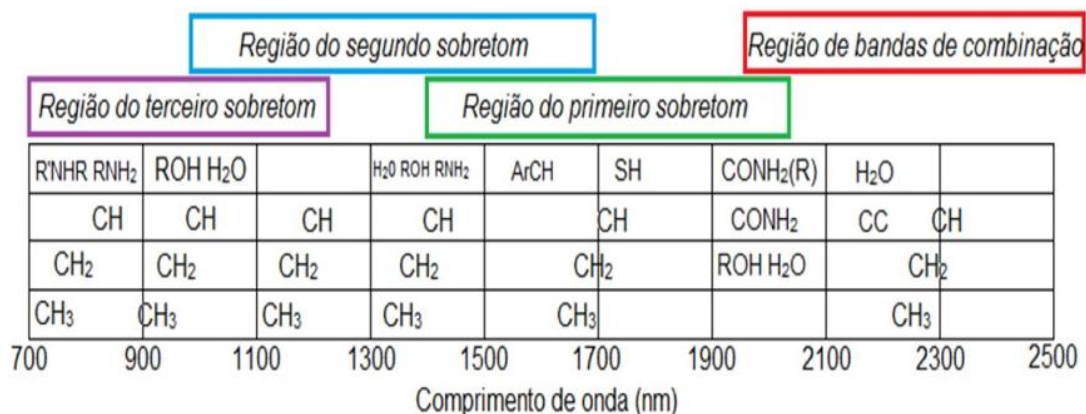 Região do segundo sobretom
Região de bandas de combinação
Região do terceiro sobretom
Região do primeiro sobretom
R'NHR RNH₂ ROH H₂O H₂0 ROH RNH₂ ArCH SH CONH₂(R) H₂O
CH CH CH CH CH CONH₂ CC CH
CH₂ CH₂ CH₂ CH₂ CH₂ ROH H₂O CH₂
CH₃ CH₃ CH₃ CH₃ CH₃ CH₃
700 900 1100 1300 1500 1700 1900 2100 2300 2500
Comprimento de onda (nm)